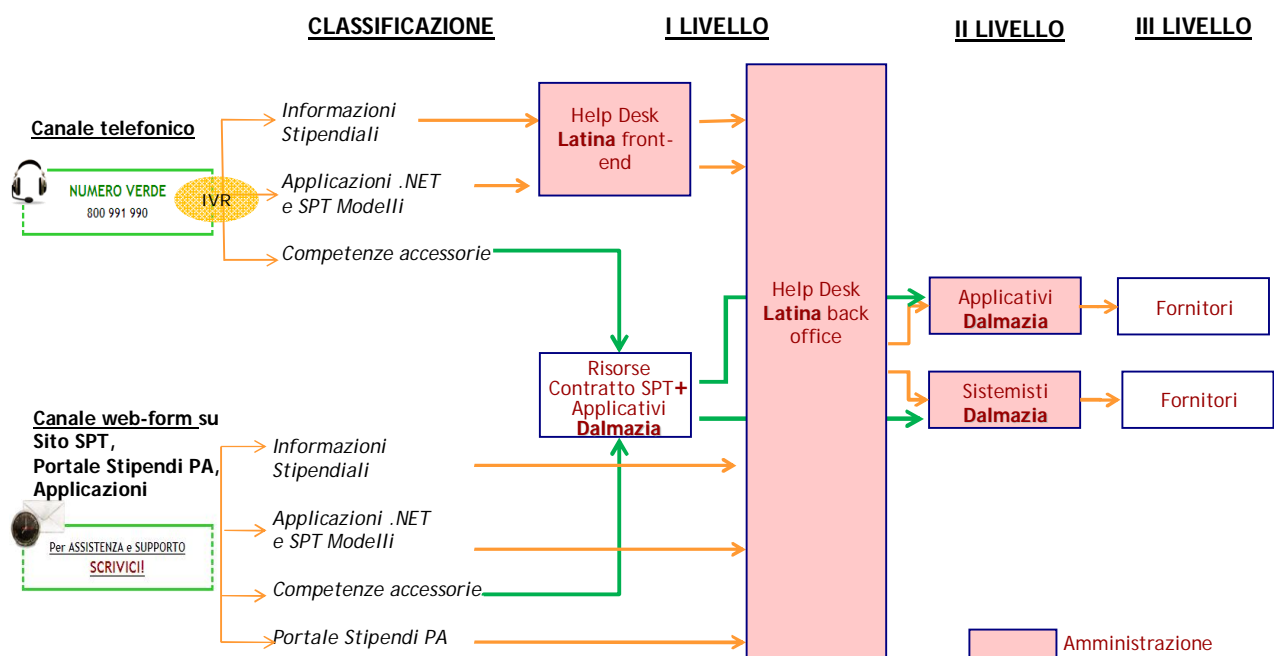 CLASSIFICAZIONE
I LIVELLO
II LIVELLO
III LIVELLO
Canale telefonico
NUMERO VERDE
800 991 990
IVR
Informazioni
Stipendiali
Applicazioni .NET
e SPT Modelli
Competenze accessorie
Help Desk
Latina front-
end
Help Desk
Latina back
office
Risorse
Contratto SPT+
Applicativi
Dalmazia
Applicativi
Dalmazia
Fornitori
Sistemisti
Dalmazia
Fornitori
Canale web-form su
Sito SPT,
Portale Stipendi PA,
Applicazioni
Per ASSISTENZA e SUPPORTO
SCRIVICI!
Informazioni
Stipendiali
Applicazioni .NET
e SPT Modelli
Competenze accessorie
Portale Stipendi PA
Amministrazione